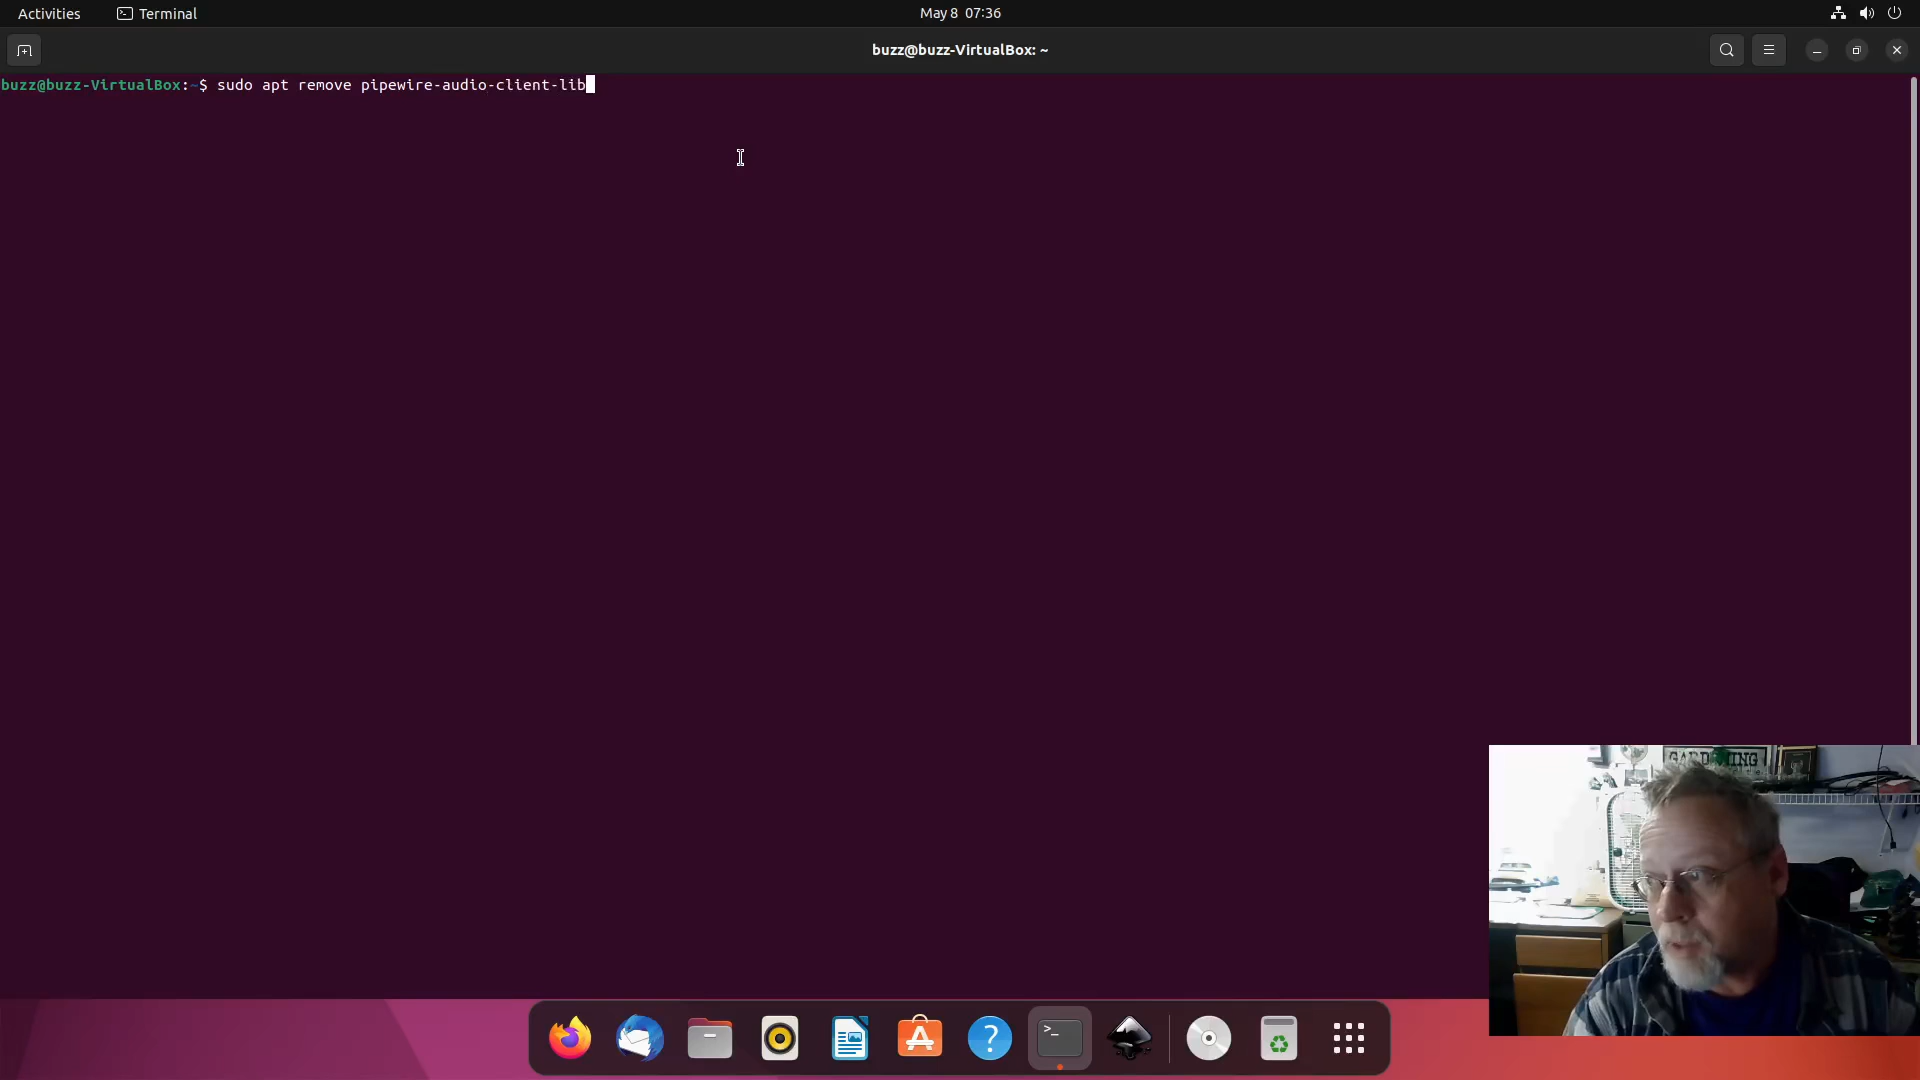 Activities
Terminal
May 8 07:36
buzz@buzz-VirtualBox: ~
buzz@buzz-VirtualBox:~$ sudo apt remove pipewire-audio-client-lib